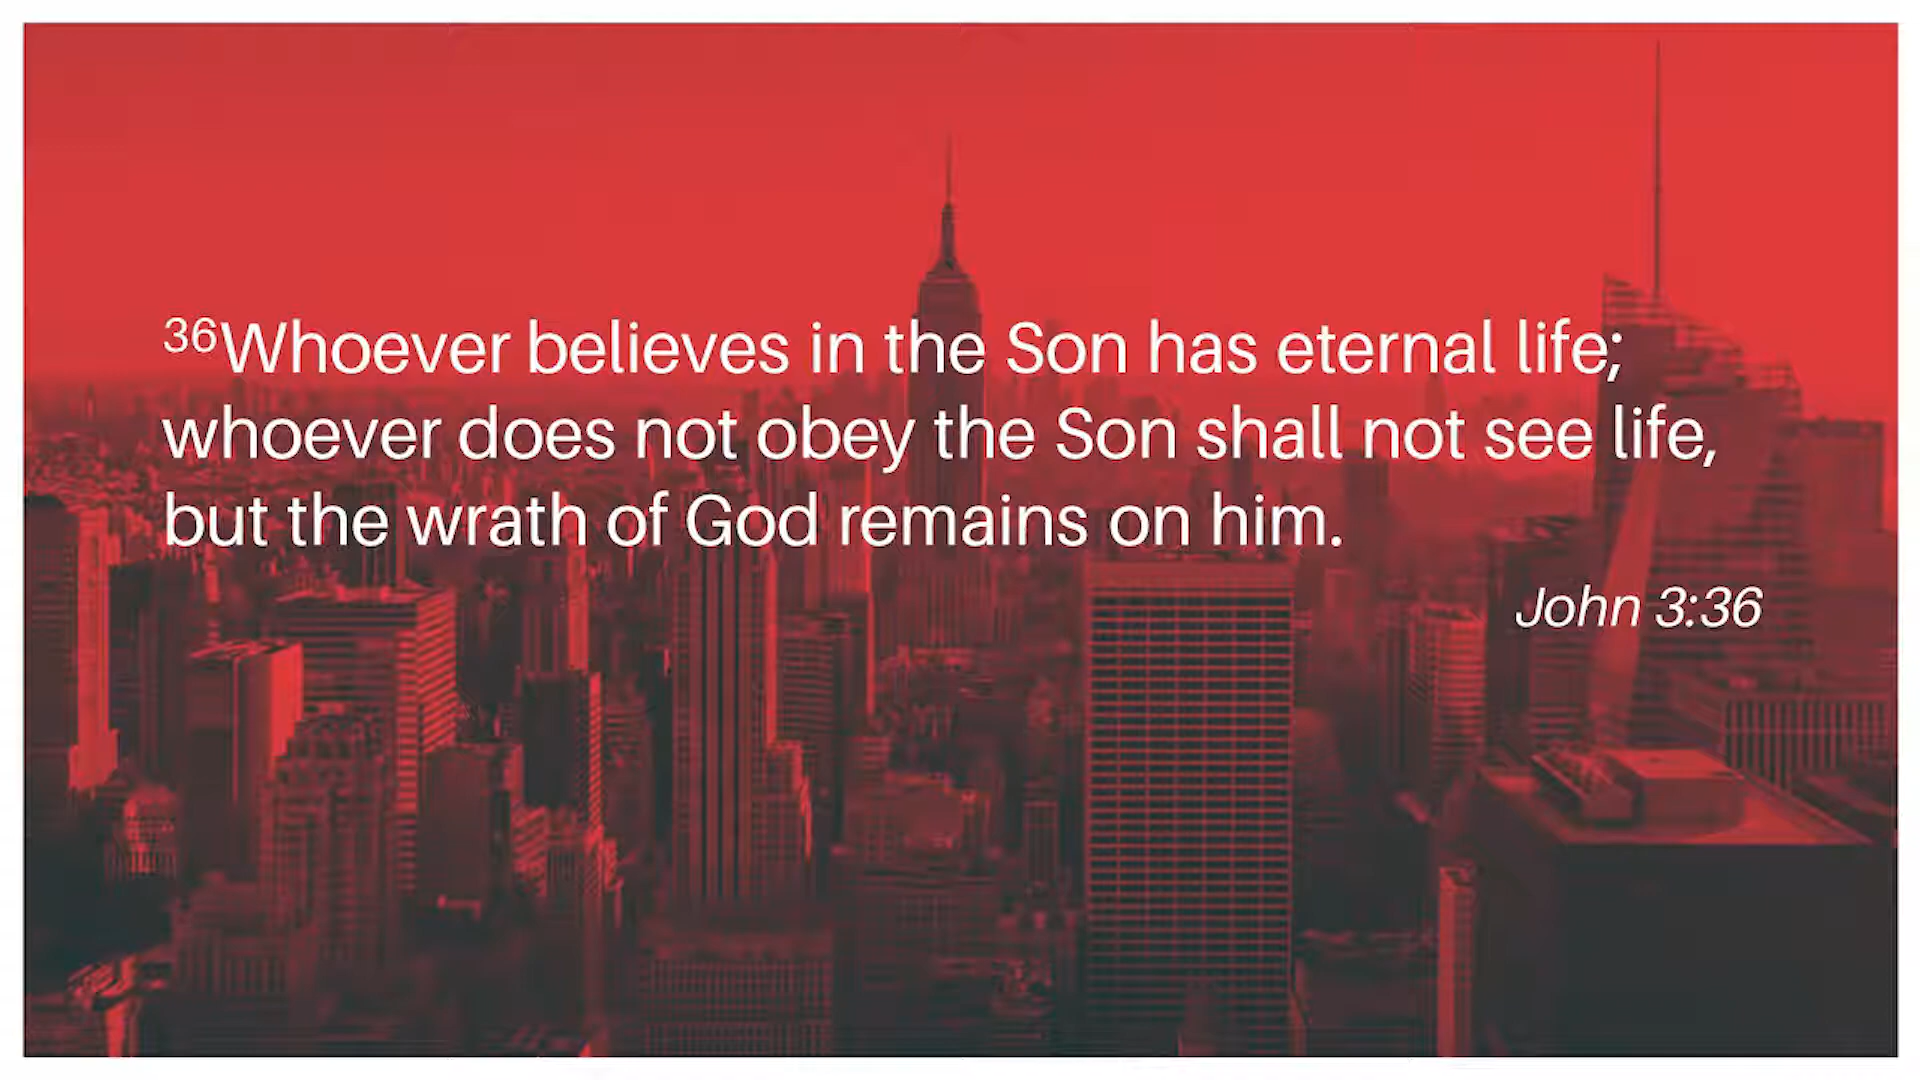 36Whoever believes in the Son has eternal life;
whoever does not obey the Son shall not see life,
but the wrath of God remains on him.
John 3:36